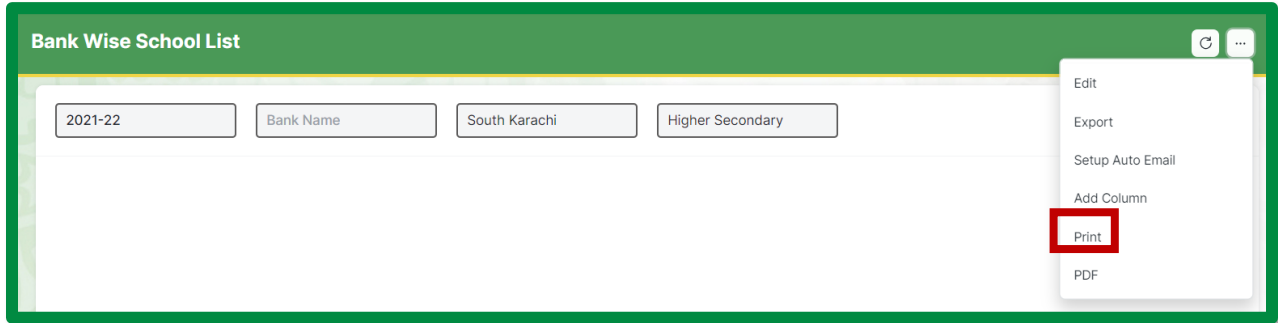 Bank Wise School List
2021-22 Bank Name South Karachi Higher Secondary
Edit
Export
Setup Auto Email
Add Column
Print
PDF